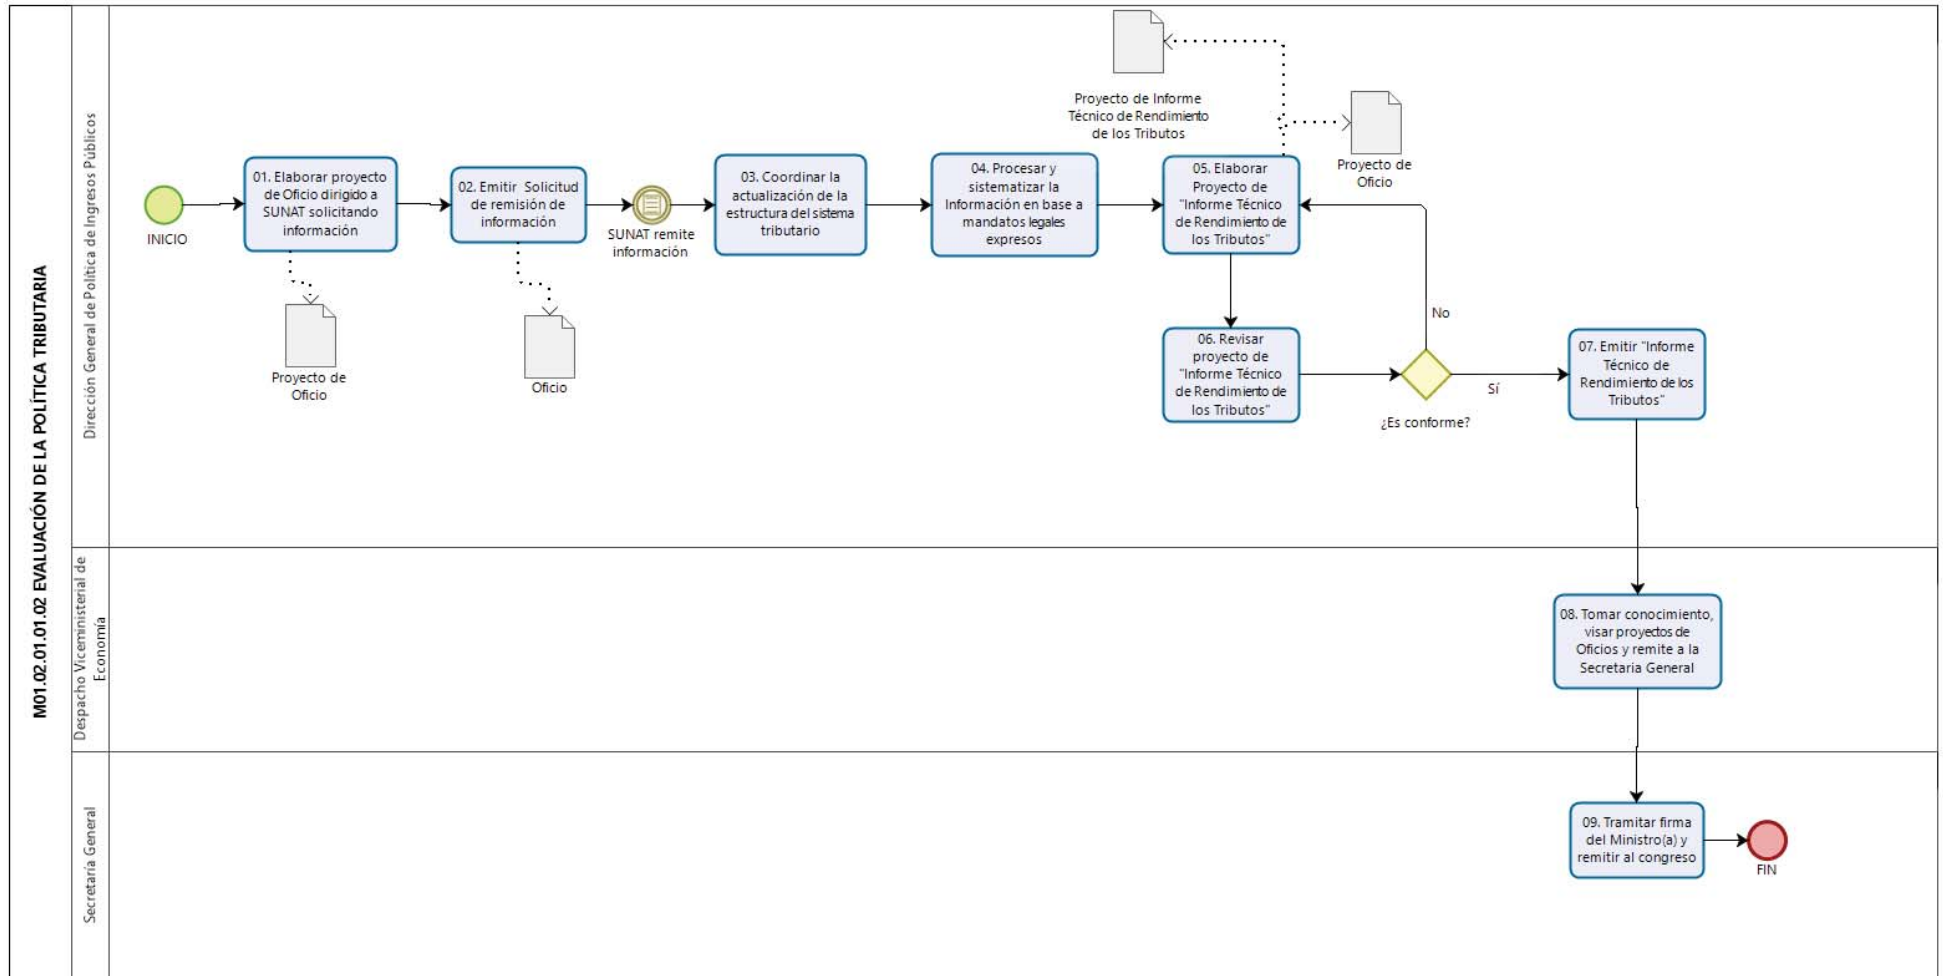 M01.02.01.01.02 EVALUACIÓN DE LA POLÍTICA TRIBUTARIA
Dirección General de Política de Ingresos Públicos
INICIO
01. Elaborar proyecto
de Oficio dirigido a
SUNAT solicitando
información
Proyecto de
Oficio
02. Emitir Solicitud
de remisión de
información
Oficio
SUNAT remite
información
03. Coordinar la
actualización de la
estructura del sistema
tributario
04. Procesar y
sistematizar la
Información en base a
mandatos legales
expresos
Proyecto de Informe
Técnico de Rendimiento
de los Tributos
Proyecto de
Oficio
05. Elaborar
Proyecto de
"Informe Técnico
de Rendimiento de
los Tributos"
06. Revisar
proyecto de
"Informe Técnico
de Rendimiento de
los Tributos"
No
¿Es conforme?
Sí
07. Emitir "Informe
Técnico de
Rendimiento de los
Tributos"
Despacho Viceministerial de
Economía
08. Tomar conocimiento,
visar proyectos de
Oficios y remite a la
Secretaria General
Secretaría General
09. Tramitar firma
del Ministro(a) y
remitir al congreso
FIN